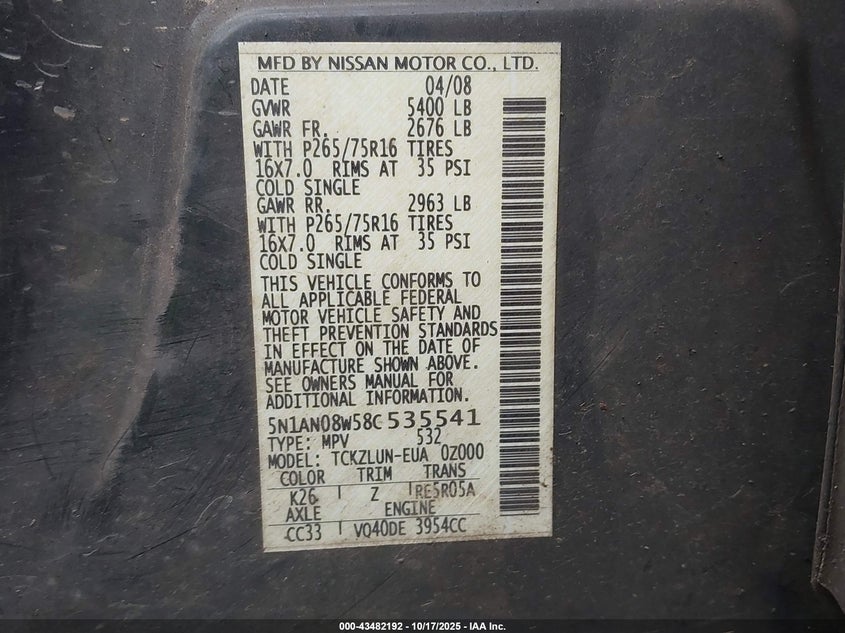 MFD BY NISSAN MOTOR CO., LTD.
DATE 04/08
GVWR 5400 LB
GAWR FR. 2676 LB
WITH P265/75R16 TIRES
16X7.0 RIMS AT 35 PSI
COLD SINGLE
GAWR RR. 2963 LB
WITH P265/75R16 TIRES
16X7.0 RIMS AT 35 PSI
COLD SINGLE
THIS VEHICLE CONFORMS TO
ALL APPLICABLE FEDERAL
MOTOR VEHICLE SAFETY AND
THEFT PREVENTION STANDARDS
IN EFFECT ON THE DATE OF
MANUFACTURE SHOWN ABOVE.
SEE OWNERS MANUAL FOR
ADDITIONAL INFORMATION.
5N1AN08W58C535541
TYPE: MPV 532
MODEL: TCKZLUN-EUA 0Z000
COLOR TRIM TRANS
K26 Z RE5R05A
AXLE ENGINE
CC33 VQ40DE 3954CC
000-43482192 - 10/17/2025 - IAA Inc.